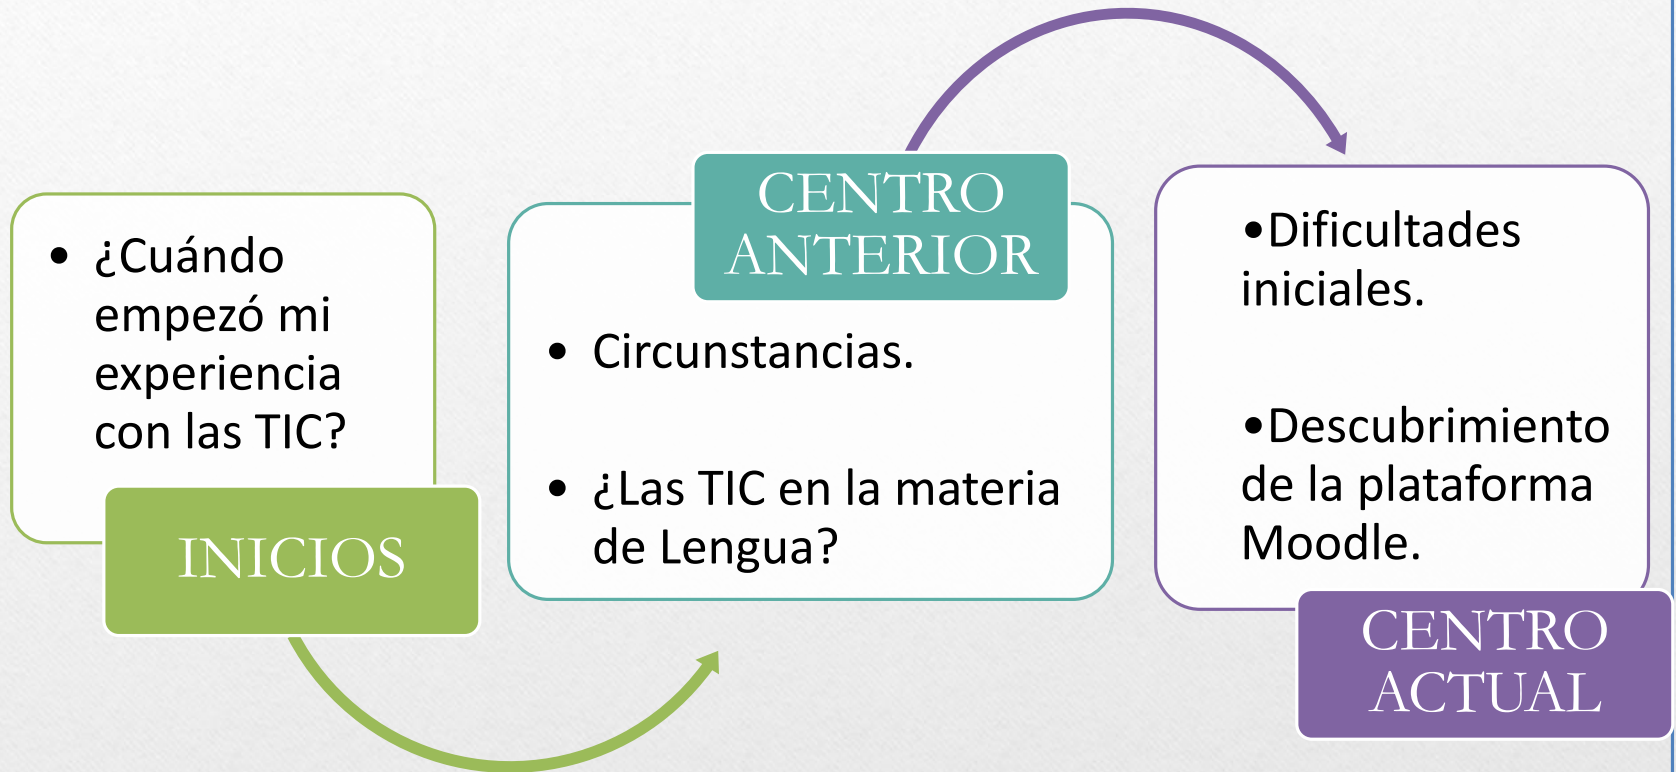 • ¿Cuándo
empezó mi
experiencia
con las TIC?
INICIOS
CENTRO
ANTERIOR
• Circunstancias.
• ¿Las TIC en la materia
de Lengua?
•Dificultades
iniciales.
•Descubrimiento
de la plataforma
Moodle.
CENTRO
ACTUAL